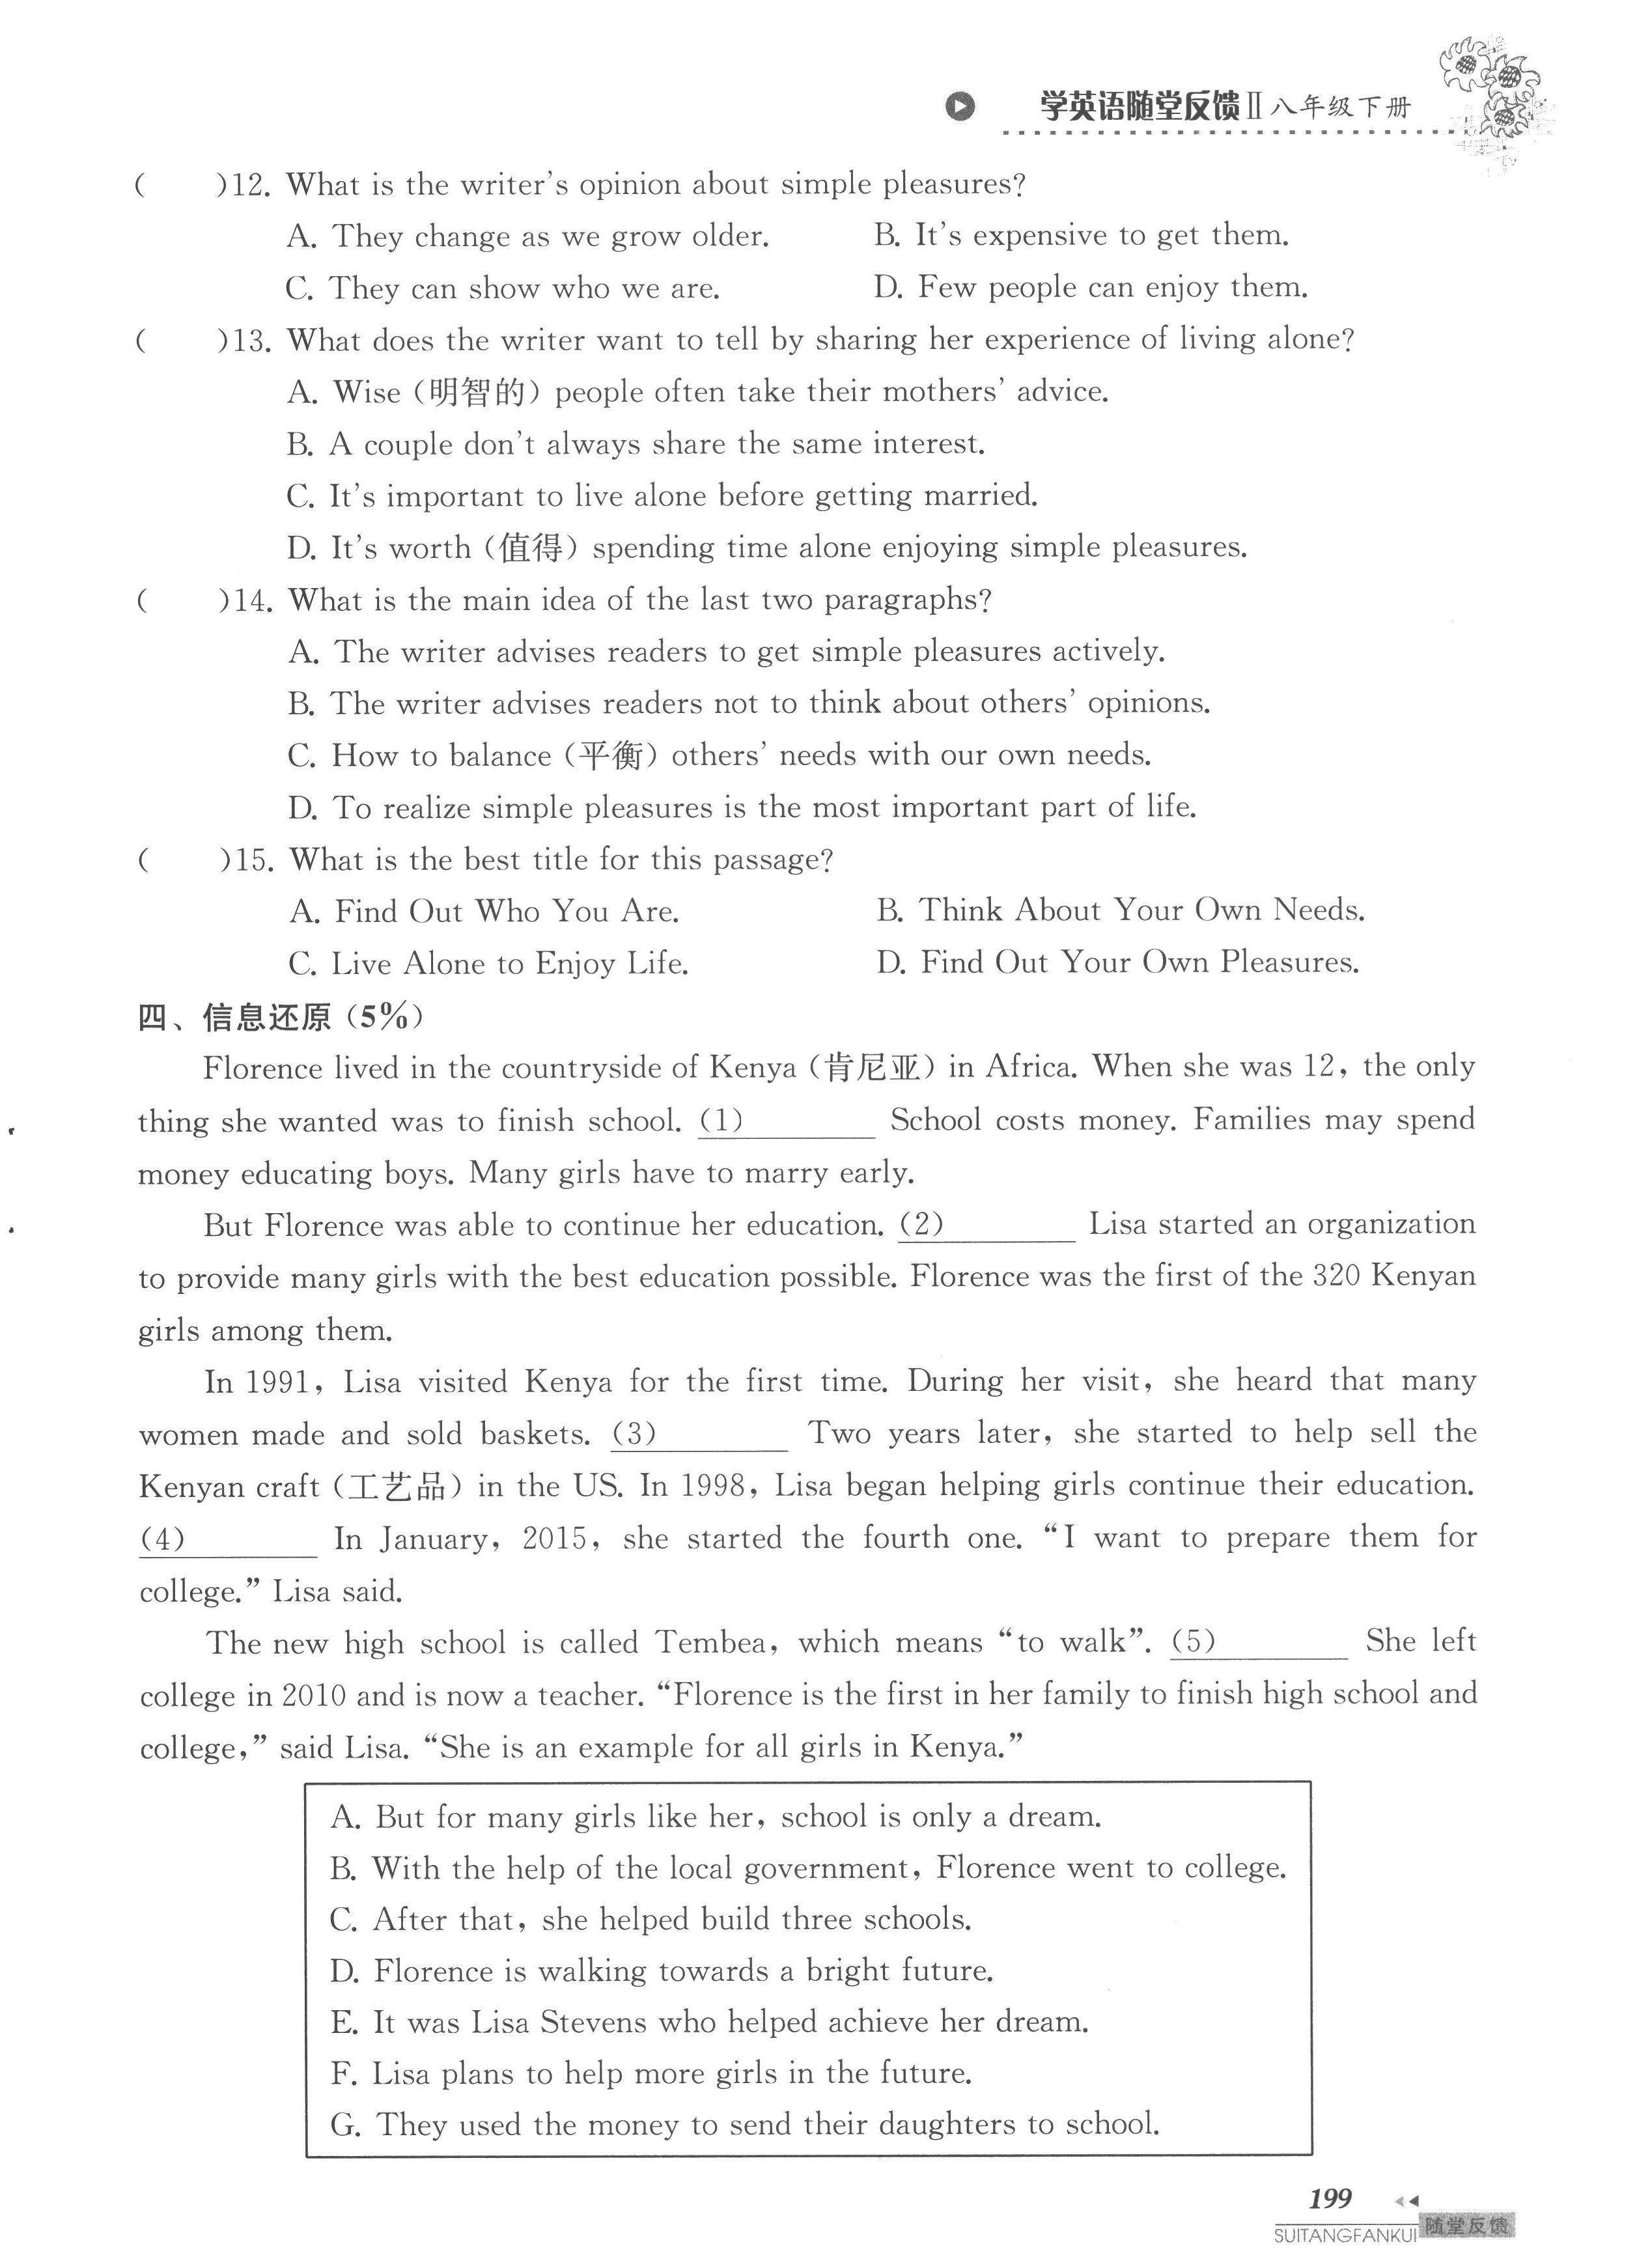 学英语随堂反馈Ⅱ八年级下册
(　　)12. What is the writer's opinion about simple pleasures?
A. They change as we grow older.　　B. It's expensive to get them.
C. They can show who we are.　　D. Few people can enjoy them.
(　　)13. What does the writer want to tell by sharing her experience of living alone?
A. Wise (明智的) people often take their mothers' advice.
B. A couple don't always share the same interest.
C. It's important to live alone before getting married.
D. It's worth (值得) spending time alone enjoying simple pleasures.
(　　)14. What is the main idea of the last two paragraphs?
A. The writer advises readers to get simple pleasures actively.
B. The writer advises readers not to think about others' opinions.
C. How to balance (平衡) others' needs with our own needs.
D. To realize simple pleasures is the most important part of life.
(　　)15. What is the best title for this passage?
A. Find Out Who You Are.　　B. Think About Your Own Needs.
C. Live Alone to Enjoy Life.　　D. Find Out Your Own Pleasures.
四、信息还原 (5%)
Florence lived in the countryside of Kenya (肯尼亚) in Africa. When she was 12, the only
thing she wanted was to finish school. (1)________ School costs money. Families may spend
money educating boys. Many girls have to marry early.
But Florence was able to continue her education. (2)________ Lisa started an organization
to provide many girls with the best education possible. Florence was the first of the 320 Kenyan
girls among them.
In 1991, Lisa visited Kenya for the first time. During her visit, she heard that many
women made and sold baskets. (3)________ Two years later, she started to help sell the
Kenyan craft (工艺品) in the US. In 1998, Lisa began helping girls continue their education.
(4)________ In January, 2015, she started the fourth one. “I want to prepare them for
college.” Lisa said.
The new high school is called Tembea, which means “to walk”. (5)________ She left
college in 2010 and is now a teacher. “Florence is the first in her family to finish high school and
college,” said Lisa. “She is an example for all girls in Kenya.”
A. But for many girls like her, school is only a dream.
B. With the help of the local government, Florence went to college.
C. After that, she helped build three schools.
D. Florence is walking towards a bright future.
E. It was Lisa Stevens who helped achieve her dream.
F. Lisa plans to help more girls in the future.
G. They used the money to send their daughters to school.
199
SUITANGFANKUI 随堂反馈